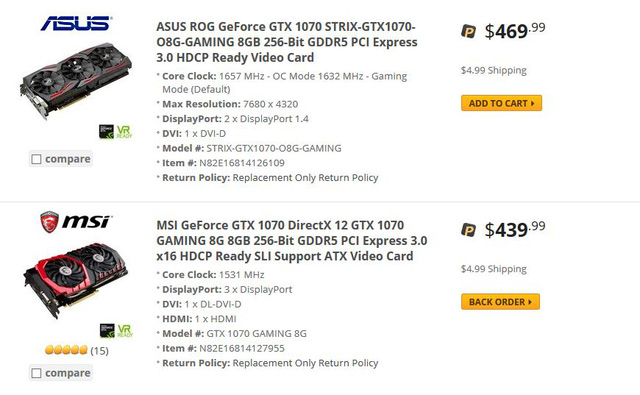 ASUS
ASUS ROG GeForce GTX 1070 STRIX-GTX1070-
O8G-GAMING 8GB 256-Bit GDDR5 PCI Express
3.0 HDCP Ready Video Card
* Core Clock: 1657 MHz - OC Mode 1632 MHz - Gaming
Mode (Default)
* Max Resolution: 7680 x 4320
* DisplayPort: 2 x DisplayPort 1.4
* DVI: 1 x DVI-D
* Model #: STRIX-GTX1070-O8G-GAMING
* Item #: N82E16814126109
* Return Policy: Replacement Only Return Policy
VR
READY
compare
P $469.99
$4.99 Shipping
ADD TO CART
msi
MSI GeForce GTX 1070 DirectX 12 GTX 1070
GAMING 8G 8GB 256-Bit GDDR5 PCI Express 3.0
x16 HDCP Ready SLI Support ATX Video Card
* Core Clock: 1531 MHz
* DisplayPort: 3 x DisplayPort
* DVI: 1 x DL-DVI-D
* HDMI: 1 x HDMI
* Model #: GTX 1070 GAMING 8G
* Item #: N82E16814127955
* Return Policy: Replacement Only Return Policy
VR
READY
(15)
compare
P $439.99
$4.99 Shipping
BACK ORDER